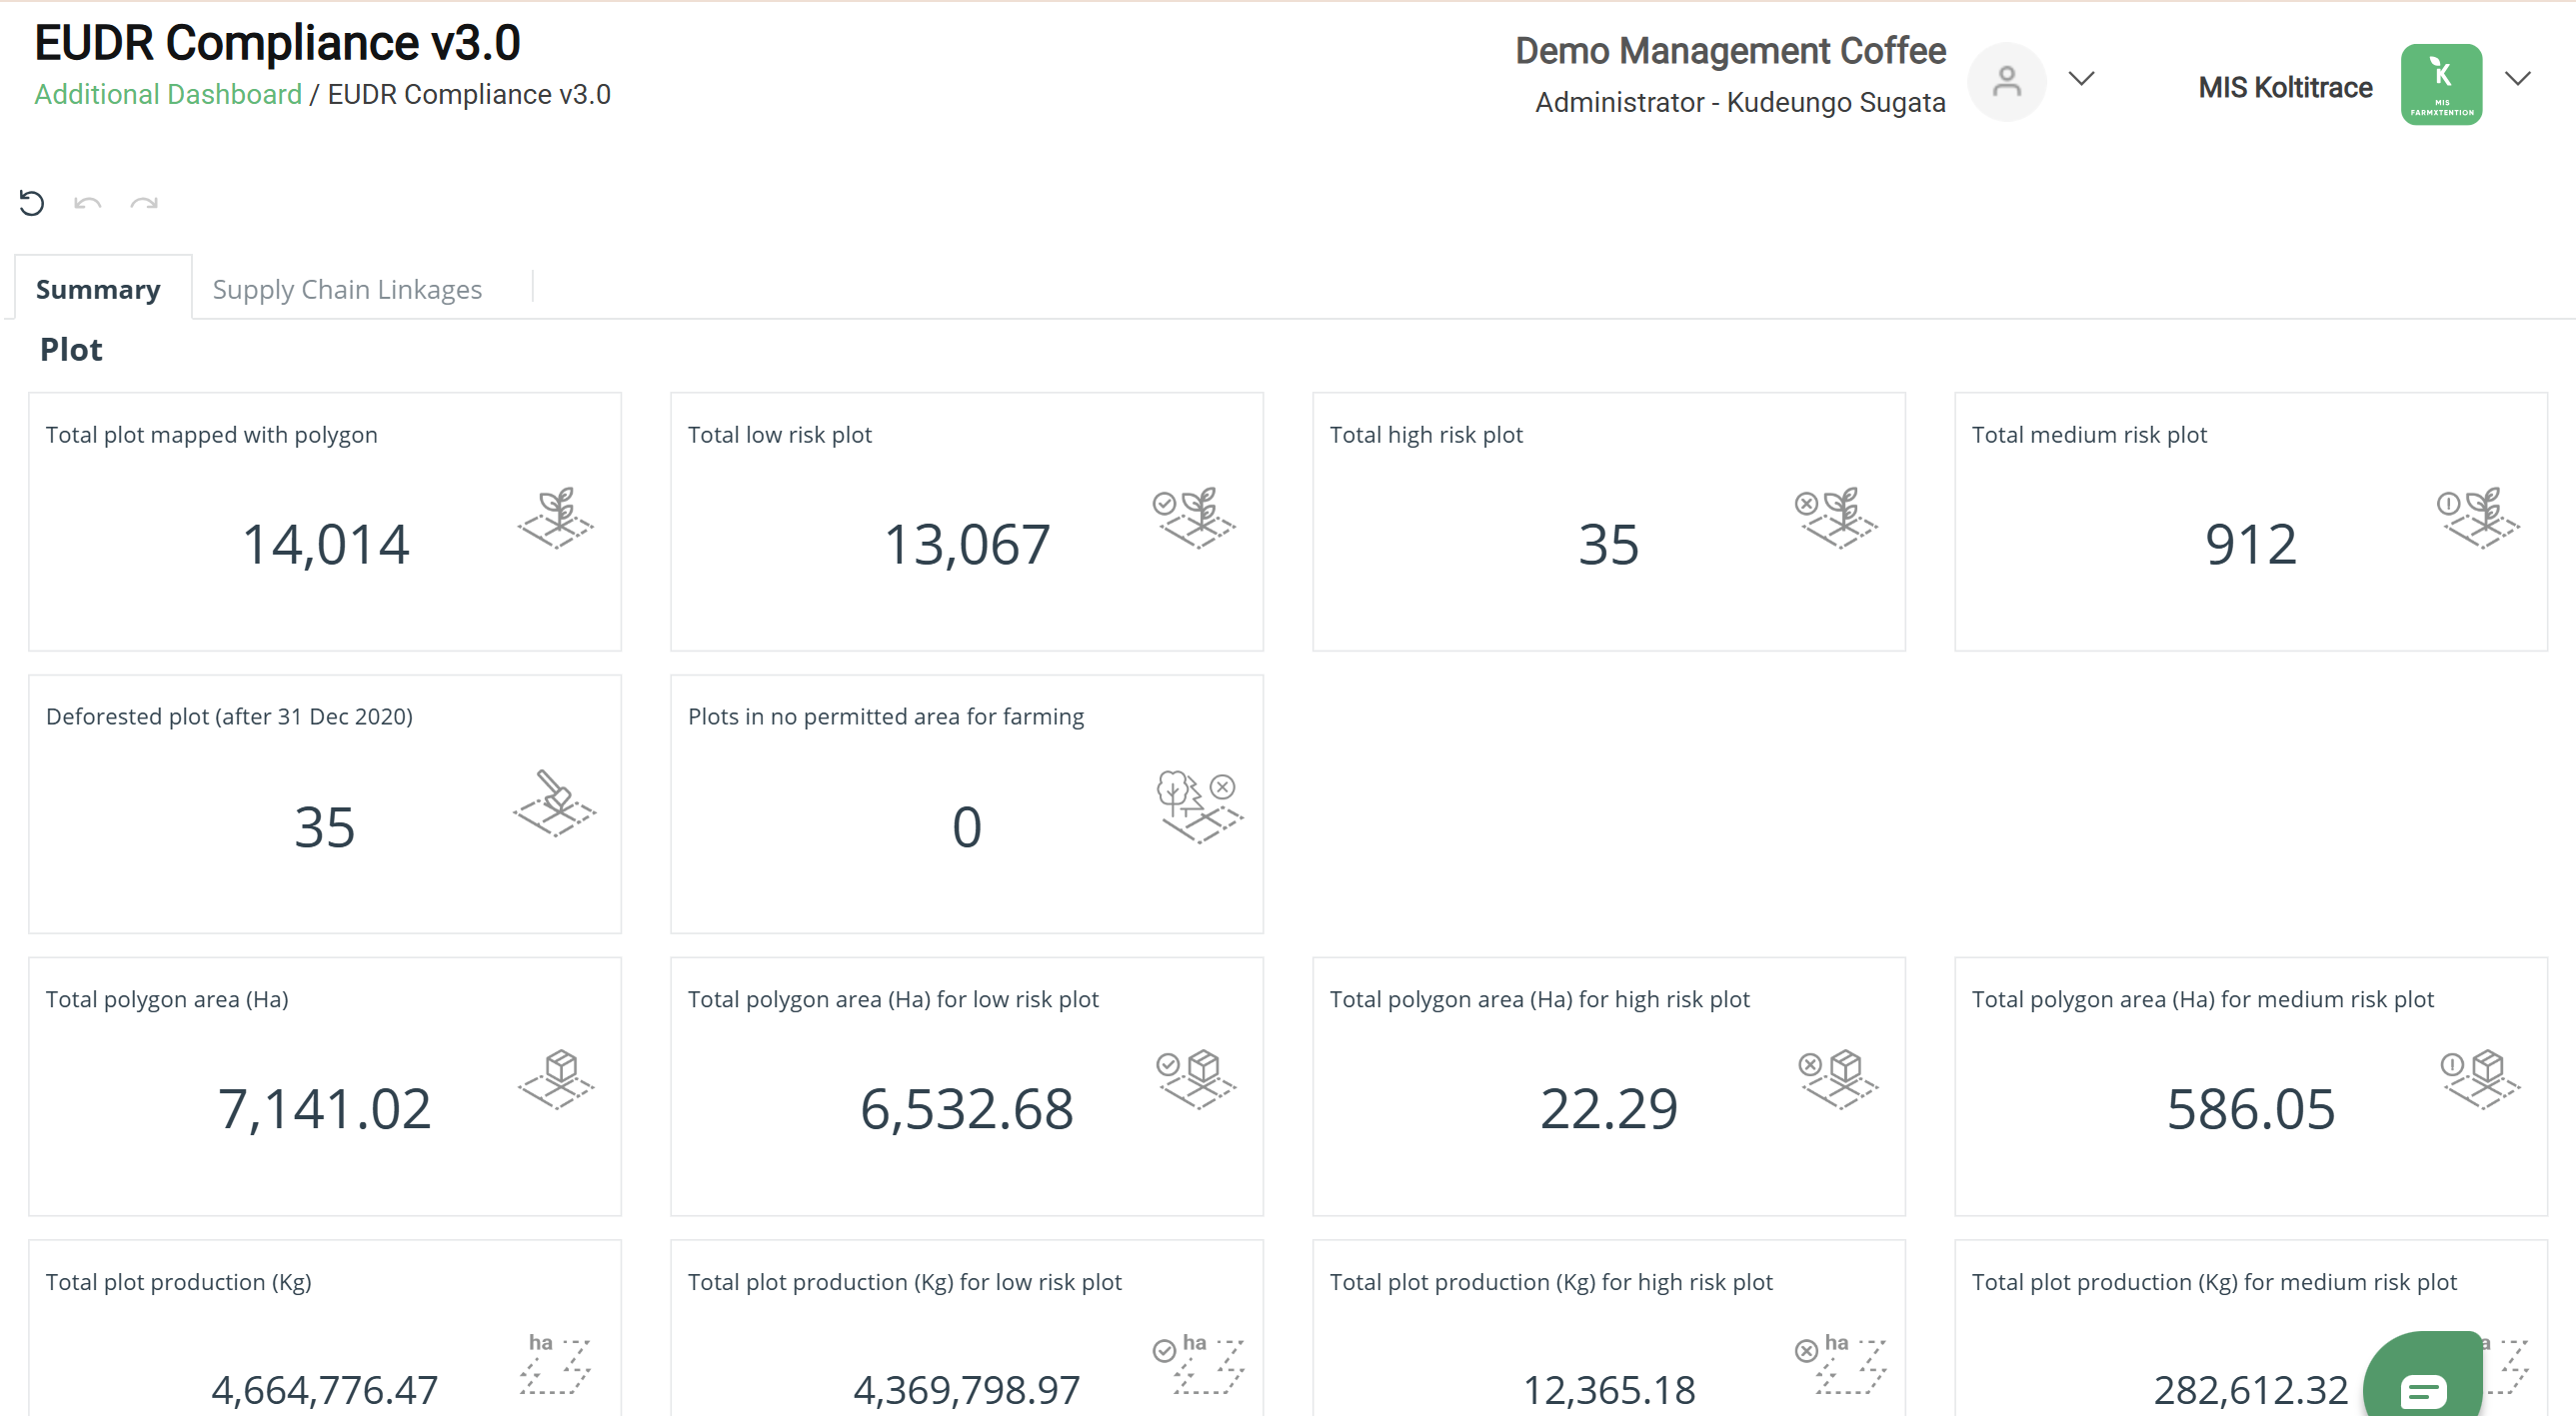 EUDR Compliance v3.0
Additional Dashboard / EUDR Compliance v3.0
Demo Management Coffee
Administrator - Kudeungo Sugata
MIS Koltitrace
K
MIS
FARMXTENTION
Summary
Supply Chain Linkages
Plot
Total plot mapped with polygon
Total low risk plot
Total high risk plot
Total medium risk plot
14,014
13,067
35
912
Deforested plot (after 31 Dec 2020)
Plots in no permitted area for farming
35
0
Total polygon area (Ha)
Total polygon area (Ha) for low risk plot
Total polygon area (Ha) for high risk plot
Total polygon area (Ha) for medium risk plot
7,141.02
6,532.68
22.29
586.05
Total plot production (Kg)
Total plot production (Kg) for low risk plot
Total plot production (Kg) for high risk plot
Total plot production (Kg) for medium risk plot
ha
ha
ha
4,664,776.47
4,369,798.97
12,365.18
282,612.32